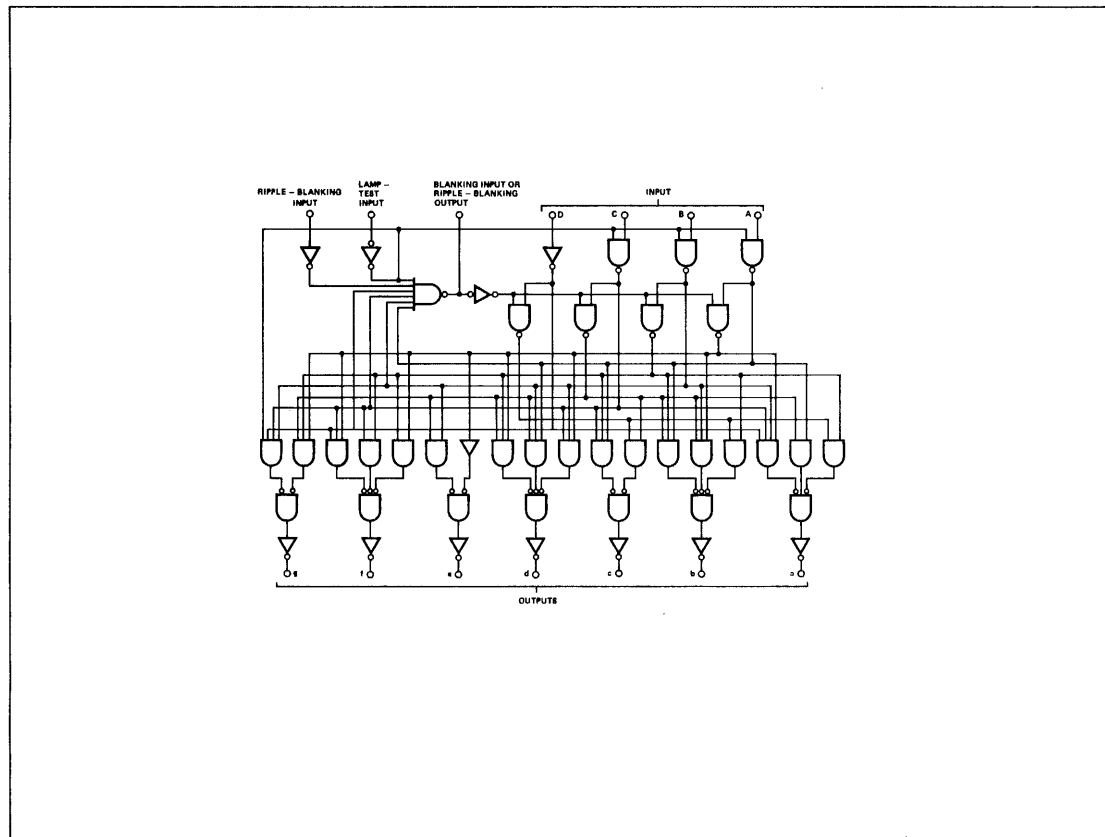 RIPPLE – BLANKING
INPUT
LAMP –
TEST
INPUT
BLANKING INPUT OR
RIPPLE – BLANKING
OUTPUT
INPUT
D
C
B
A
g
f
e
d
c
b
a
OUTPUTS